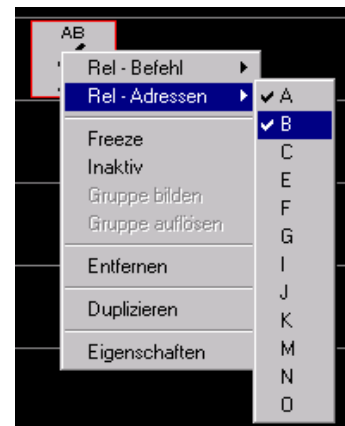 AB
Rel - Befehl
Rel - Adressen
Freeze
Inaktiv
Gruppe bilden
Gruppe auflösen
Entfernen
Duplizieren
Eigenschaften
A
B
C
E
F
G
I
J
K
M
N
O